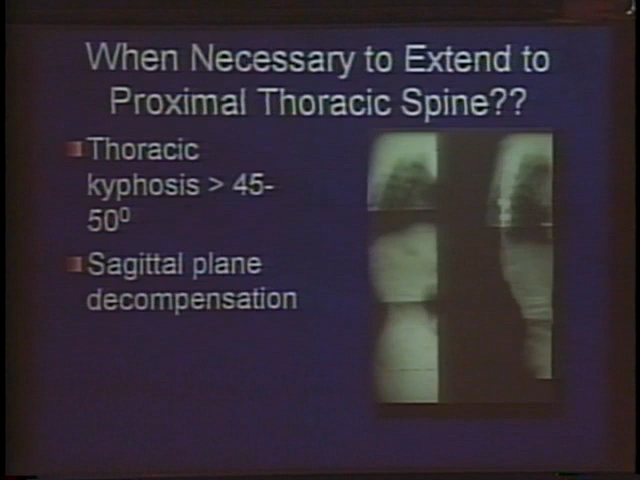 When Necessary to Extend to
Proximal Thoracic Spine??
Thoracic
kyphosis > 45-
50⁰
Sagittal plane
decompensation